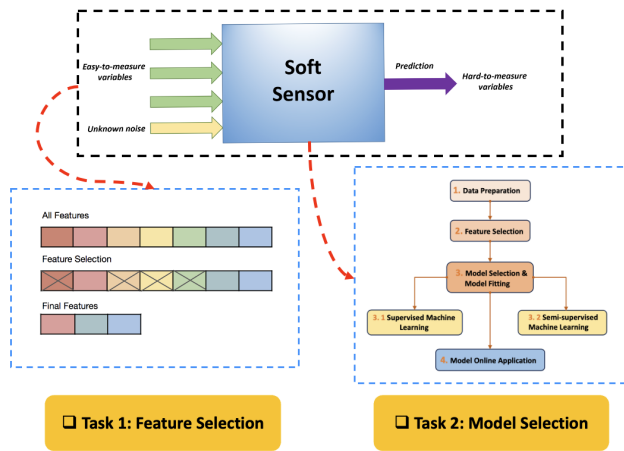 Easy-to-measure
variables
Unknown noise
Soft
Sensor
Prediction
Hard-to-measure
variables
All Features
Feature Selection
Final Features
1. Data Preparation
2. Feature Selection
3. Model Selection &
Model Fitting
3. 1 Supervised Machine
Learning
3. 2 Semi-supervised
Machine Learning
4. Model Online Application
❑ Task 1: Feature Selection
❑ Task 2: Model Selection